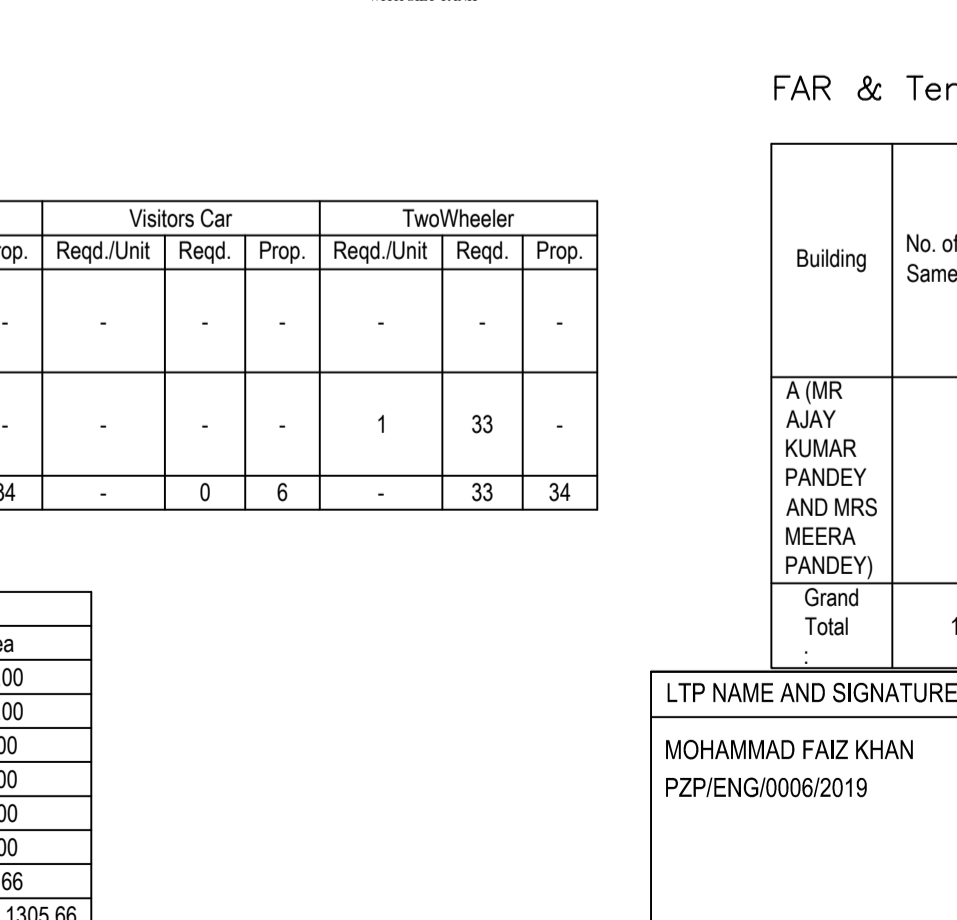 FAR & Ter
Visitors Car TwoWheeler
rop. Reqd./Unit Reqd. Prop. Reqd./Unit Reqd. Prop.
- - - - - - -
- - - - 1 33 -
34 - 0 6 - 33 34
Building
No. of
Same
A (MR
AJAY
KUMAR
PANDEY
AND MRS
MEERA
PANDEY)
Grand
Total
:
1
ea
.00
.00
00
00
00
00
66
1305.66
LTP NAME AND SIGNATURE
MOHAMMAD FAIZ KHAN
PZP/ENG/0006/2019